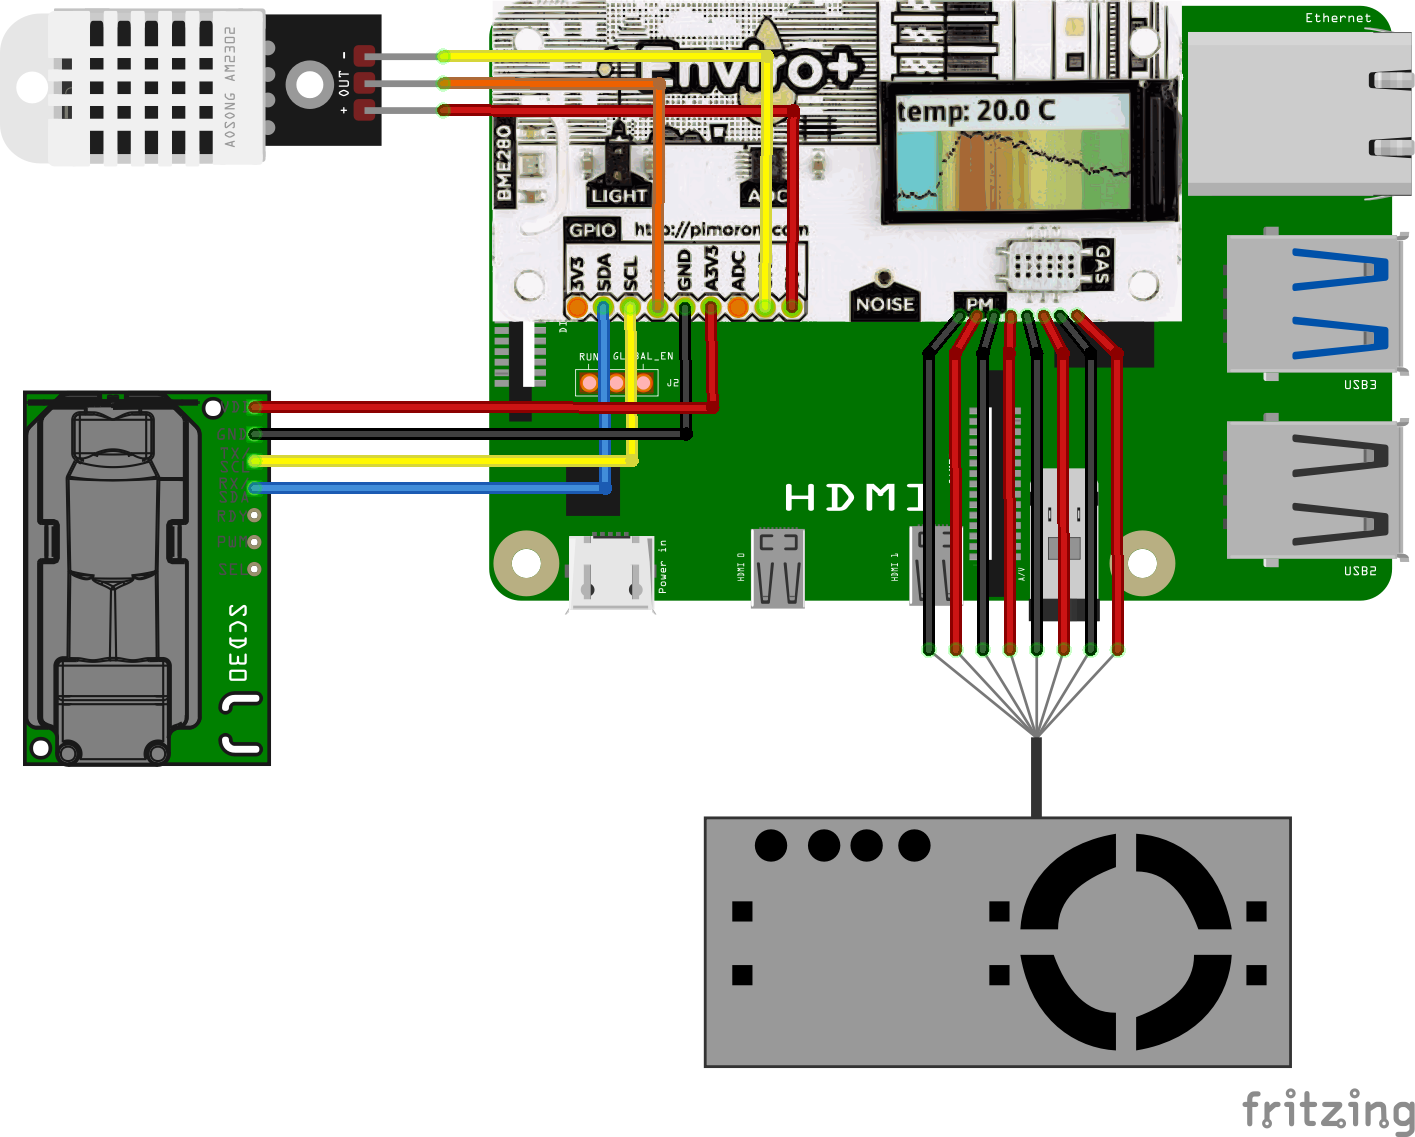 AOSONG AM2302
+ OUT -
Enviro+
temp: 20.0 C
Ethernet
BME280
LIGHT
GPIO
3V3
SDA
SCL
GND
A3V3
ADC
NOISE
PM
GAS
RUN
J2
USB3
HDMI
Power in
HDMI 0
HDMI 1
A/V
USB2
GND
SCD30
fritzing